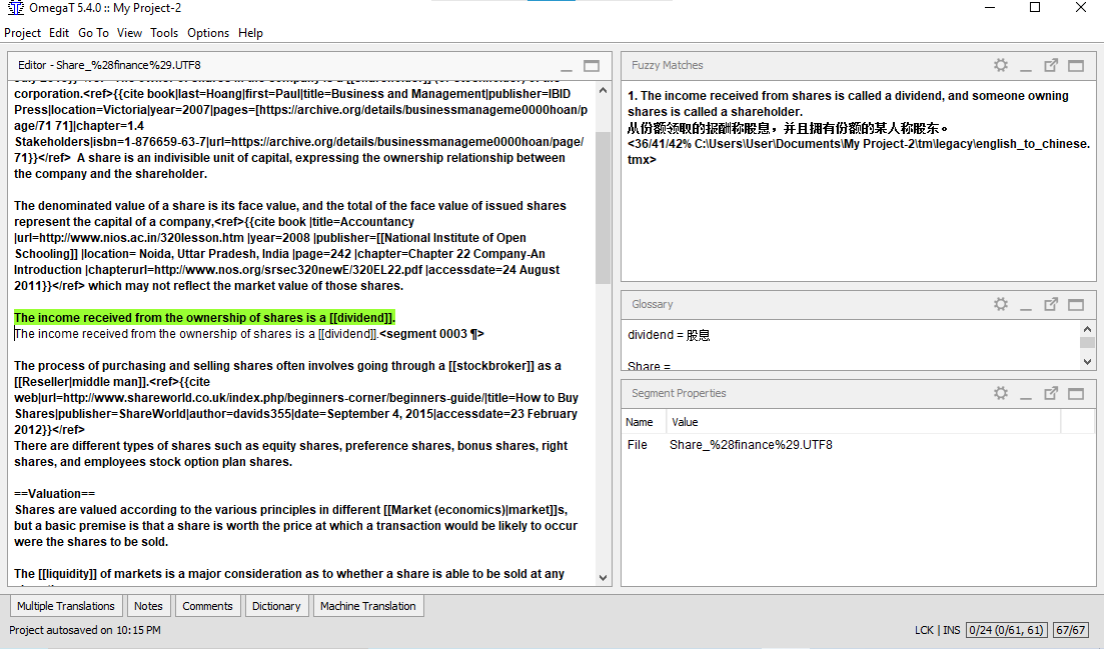 OmegaT 5.4.0 :: My Project-2
Project Edit Go To View Tools Options Help
Editor - Share_%28finance%29.UTF8
corporation.<ref>{{cite book|last=Hoang|first=Paul|title=Business and Management|publisher=IBID
Press|location=Victoria|year=2007|pages=[https://archive.org/details/businessmanageme0000hoan/p
age/71 71]|chapter=1.4
Stakeholders|isbn=1-876659-63-7|url=https://archive.org/details/businessmanageme0000hoan/page/
71}}</ref>  A share is an indivisible unit of capital, expressing the ownership relationship between
the company and the shareholder.
The denominated value of a share is its face value, and the total of the face value of issued shares
represent the capital of a company,<ref>{{cite book |title=Accountancy
|url=http://www.nios.ac.in/320lesson.htm |year=2008 |publisher=[[National Institute of Open
Schooling]] |location= Noida, Uttar Pradesh, India |page=242 |chapter=Chapter 22 Company-An
Introduction |chapterurl=http://www.nos.org/srsec320newE/320EL22.pdf |accessdate=24 August
2011}}</ref> which may not reflect the market value of those shares.
The income received from the ownership of shares is a [[dividend]].
The income received from the ownership of shares is a [[dividend]].<segment 0003 ¶>
The process of purchasing and selling shares often involves going through a [[stockbroker]] as a
[[Reseller|middle man]].<ref>{{cite
web|url=http://www.shareworld.co.uk/index.php/beginners-corner/beginners-guide/|title=How to Buy
Shares|publisher=ShareWorld|author=davids355|date=September 4, 2015|accessdate=23 February
2012}}</ref>
There are different types of shares such as equity shares, preference shares, bonus shares, right
shares, and employees stock option plan shares.
==Valuation==
Shares are valued according to the various principles in different [[Market (economics)|market]]s,
but a basic premise is that a share is worth the price at which a transaction would be likely to occur
were the shares to be sold.
The [[liquidity]] of markets is a major consideration as to whether a share is able to be sold at any
Fuzzy Matches
1. The income received from shares is called a dividend, and someone owning
shares is called a shareholder.
从份额领取的报酬称股息，并且拥有份额的某人称股东。
<36/41/42% C:\Users\User\Documents\My Project-2\tm\legacy\english_to_chinese.
tmx>
Glossary
dividend = 股息
Share =
Segment Properties
Name Value
File Share_%28finance%29.UTF8
Multiple Translations Notes Comments Dictionary Machine Translation
Project autosaved on 10:15 PM
LCK | INS 0/24 (0/61, 61) 67/67